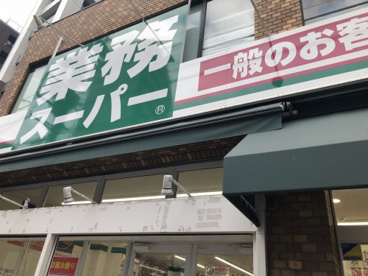 業務
スーパー
一般のお客